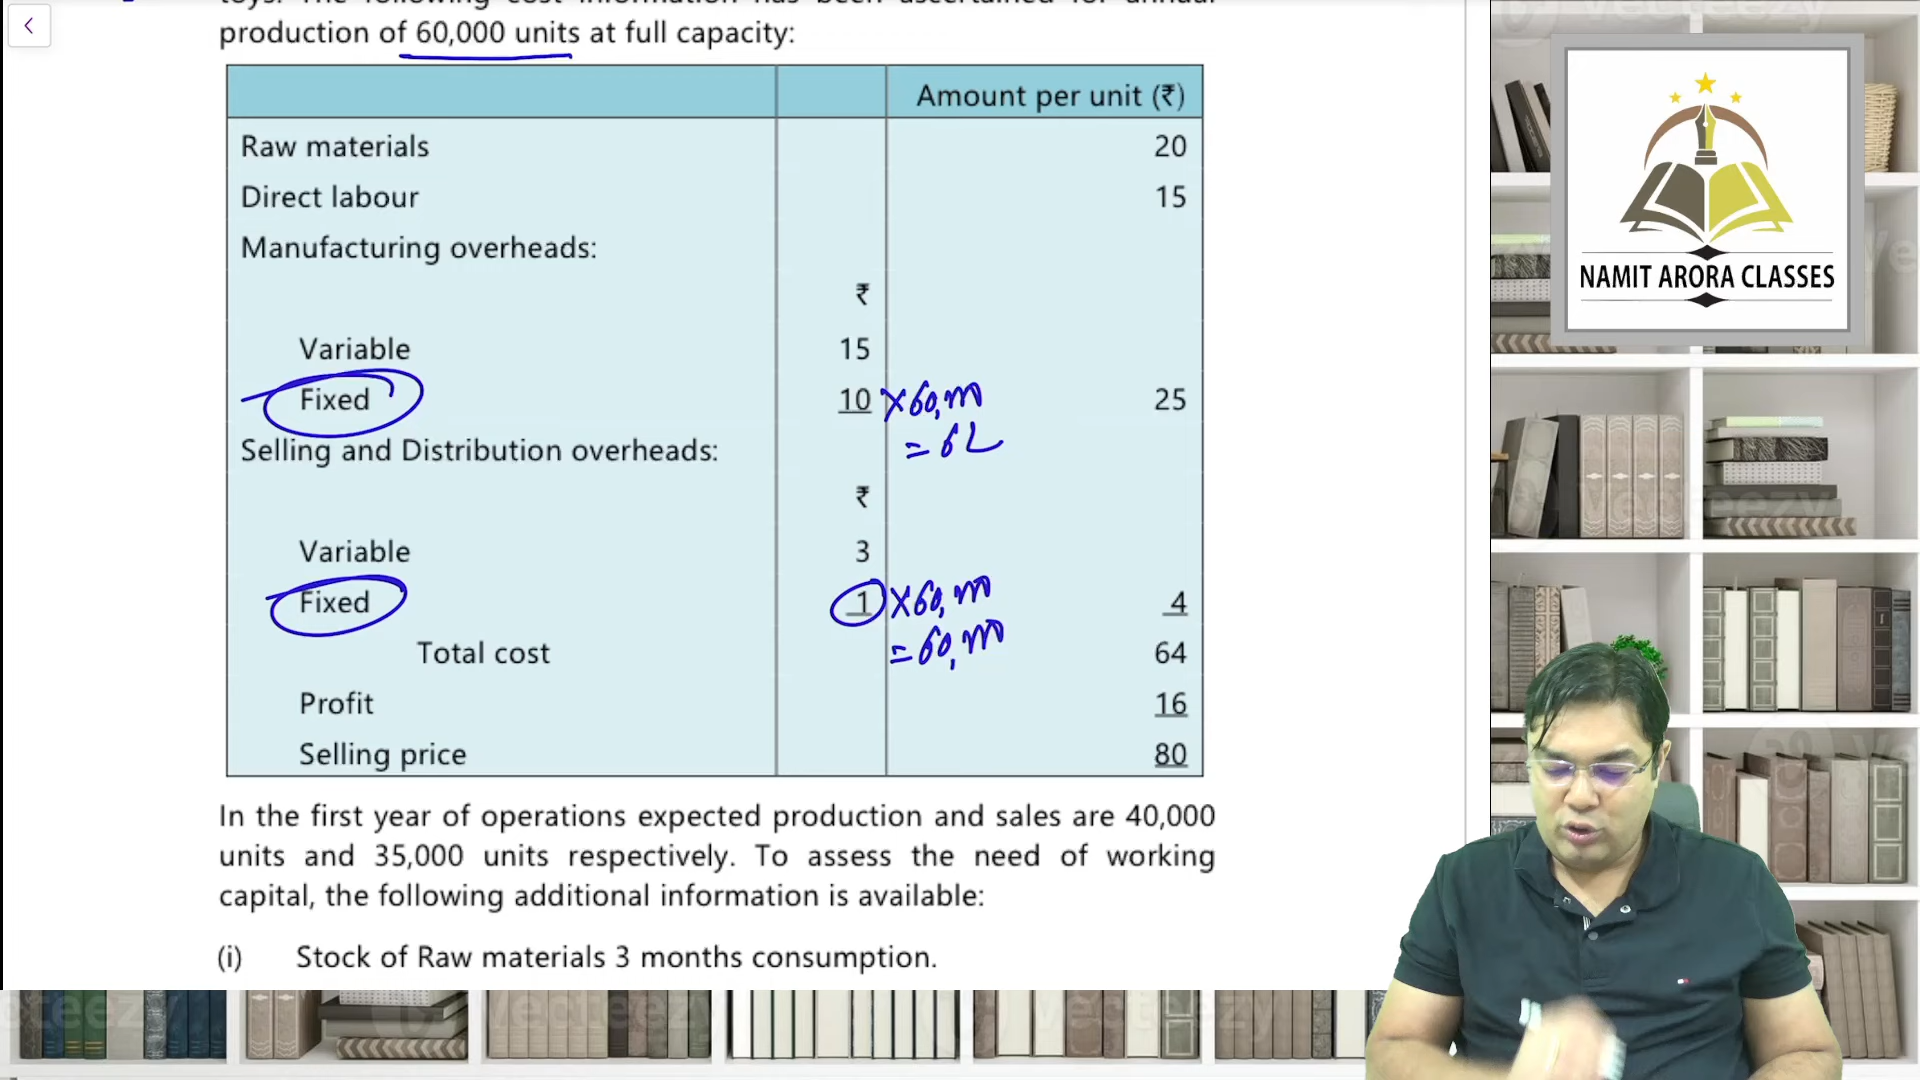 production of 60,000 units at full capacity:
Amount per unit (₹)
Raw materials 20
Direct labour 15
Manufacturing overheads:
₹
Variable 15
Fixed 10 25
×60,000
= 6L
Selling and Distribution overheads:
₹
Variable 3
Fixed 1 4
×60,000
= 60,000
Total cost 64
Profit 16
Selling price 80
In the first year of operations expected production and sales are 40,000
units and 35,000 units respectively. To assess the need of working
capital, the following additional information is available:
(i) Stock of Raw materials 3 months consumption.
NAMIT ARORA CLASSES